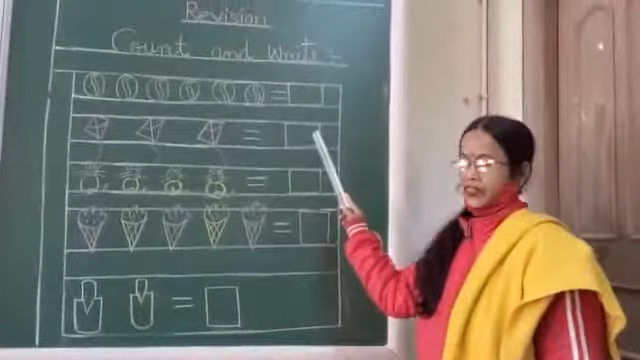 Revision
Count and Write :-
=
=
=
=
=